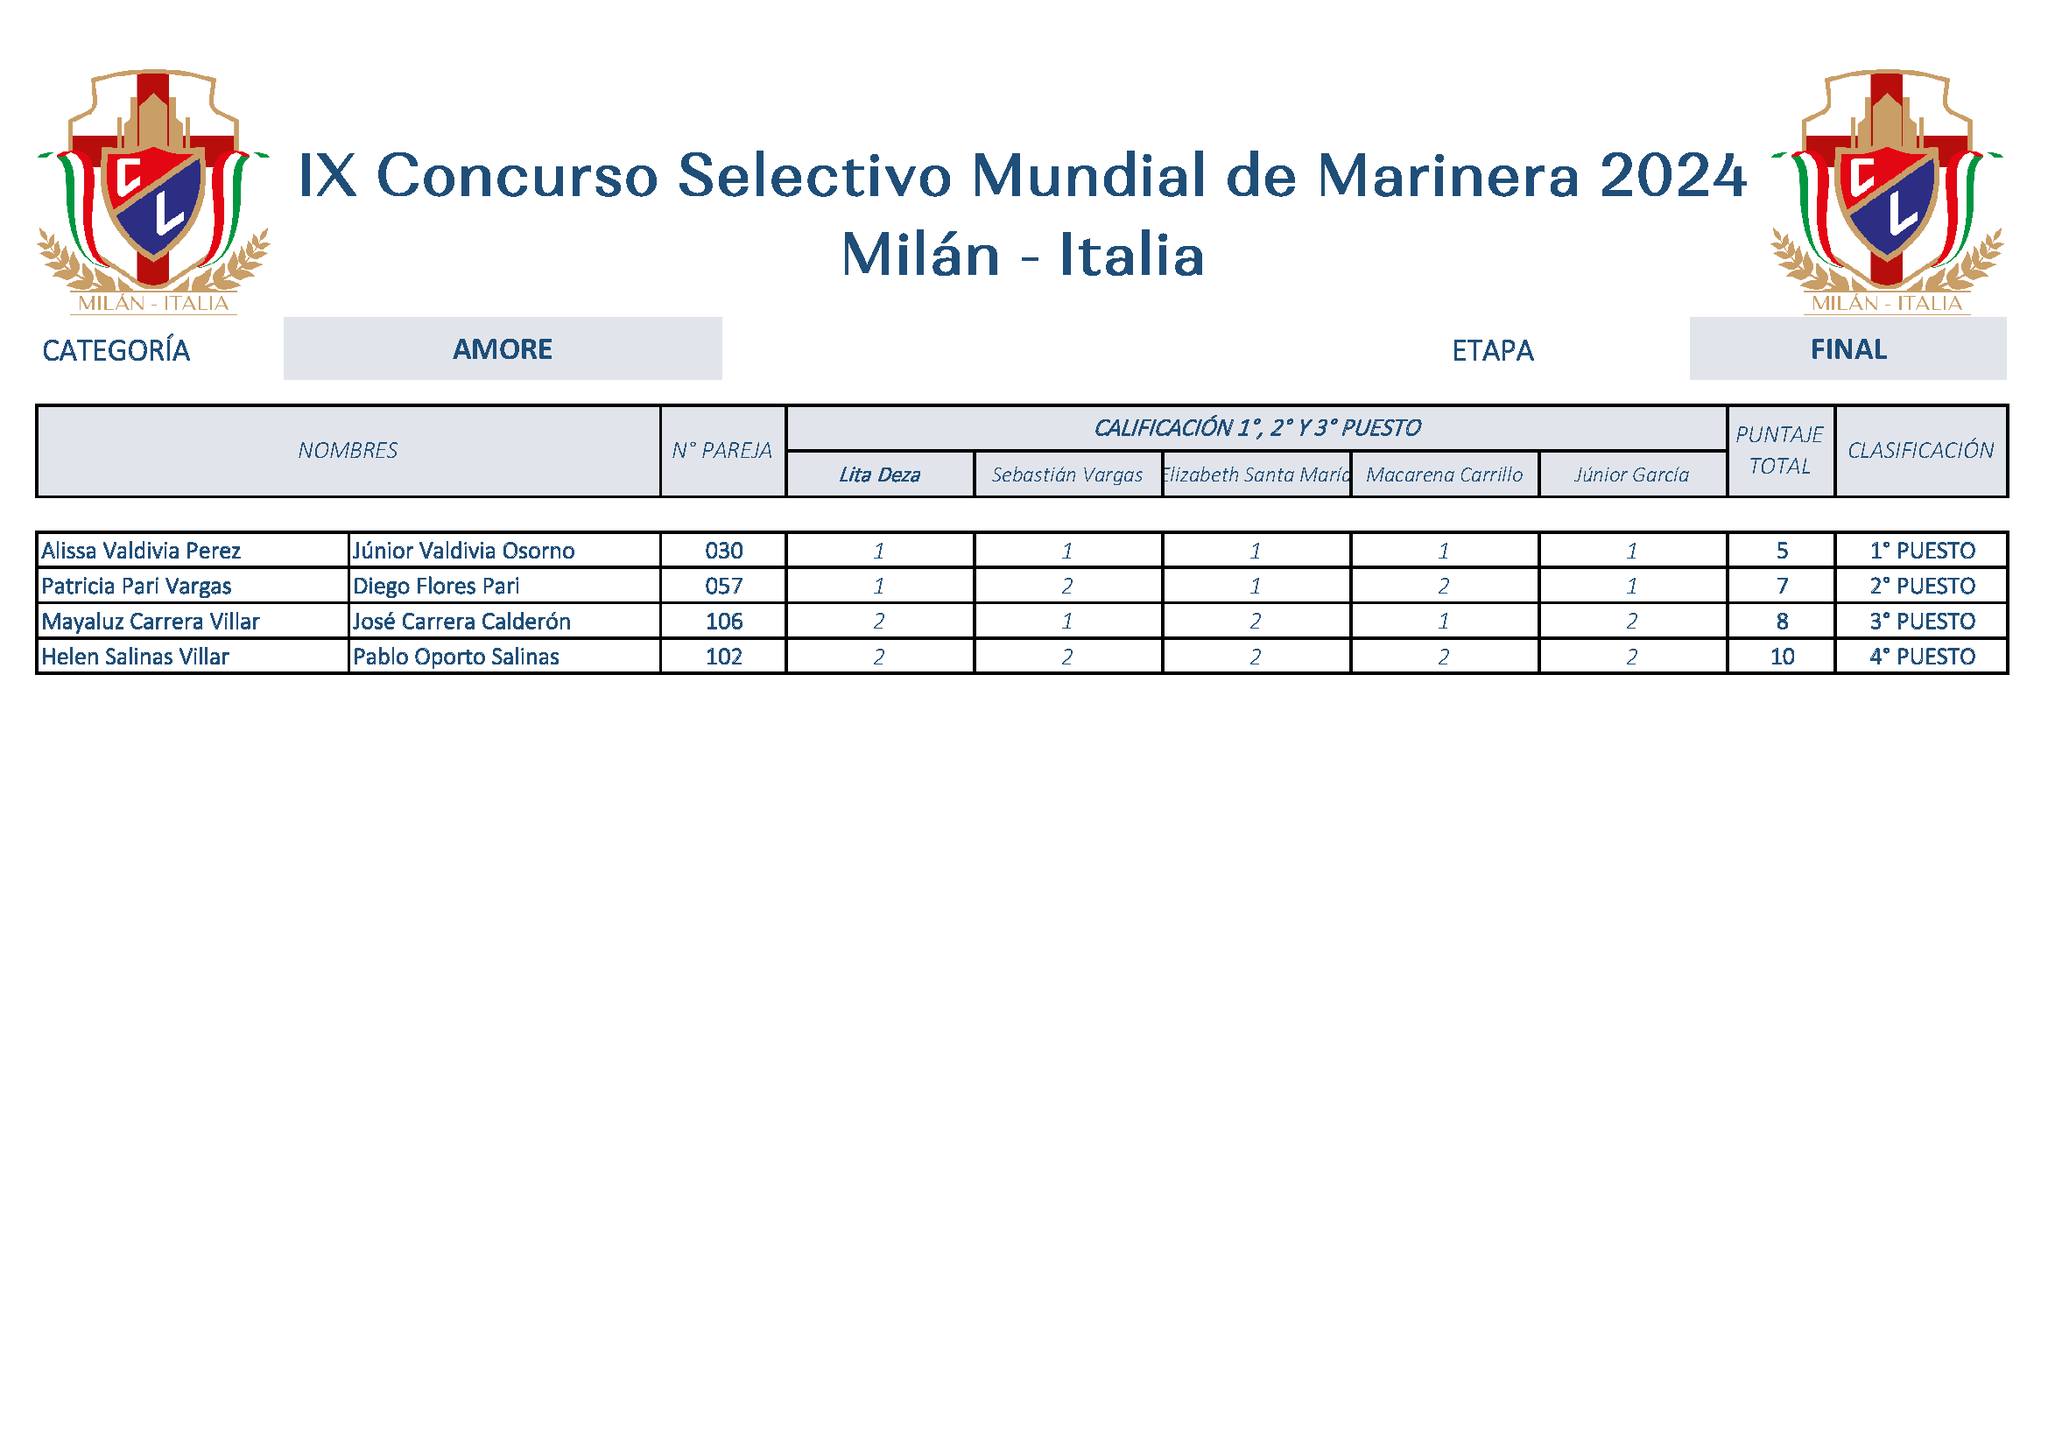 IX Concurso Selectivo Mundial de Marinera 2024
Milán - Italia
CL
MILÁN - ITALIA
CL
MILÁN - ITALIA
CATEGORÍA AMORE ETAPA FINAL
NOMBRES N° PAREJA CALIFICACIÓN 1°, 2° Y 3° PUESTO PUNTAJE TOTAL CLASIFICACIÓN
Lita Deza Sebastián Vargas Elizabeth Santa María Macarena Carrillo Júnior García
Alissa Valdivia Perez Júnior Valdivia Osorno 030 1 1 1 1 1 5 1° PUESTO
Patricia Pari Vargas Diego Flores Pari 057 1 2 1 2 1 7 2° PUESTO
Mayaluz Carrera Villar José Carrera Calderón 106 2 1 2 1 2 8 3° PUESTO
Helen Salinas Villar Pablo Oporto Salinas 102 2 2 2 2 2 10 4° PUESTO